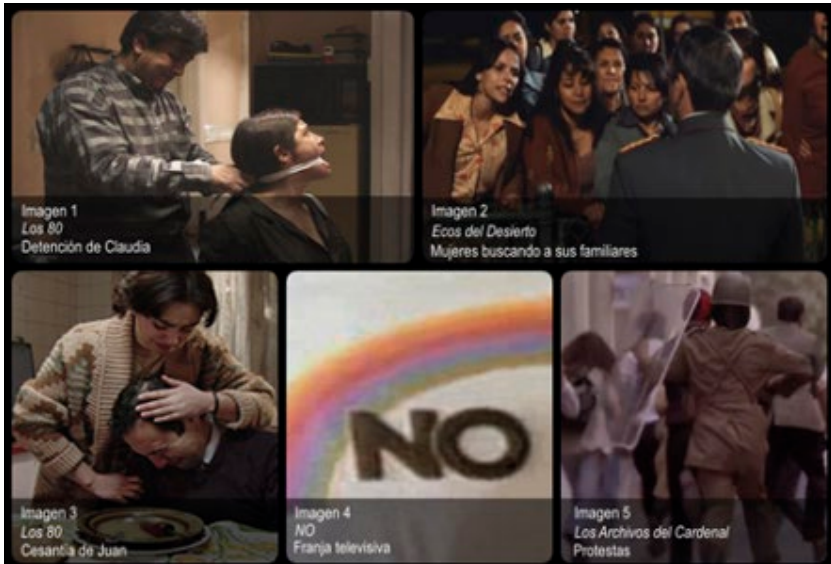 Imagen 1
Los 80
Detención de Claudia
Imagen 2
Ecos del Desierto
Mujeres buscando a sus familiares
Imagen 3
Los 80
Cesantía de Juan
NO
Imagen 4
NO
Franja televisiva
Imagen 5
Los Archivos del Cardenal
Protestas